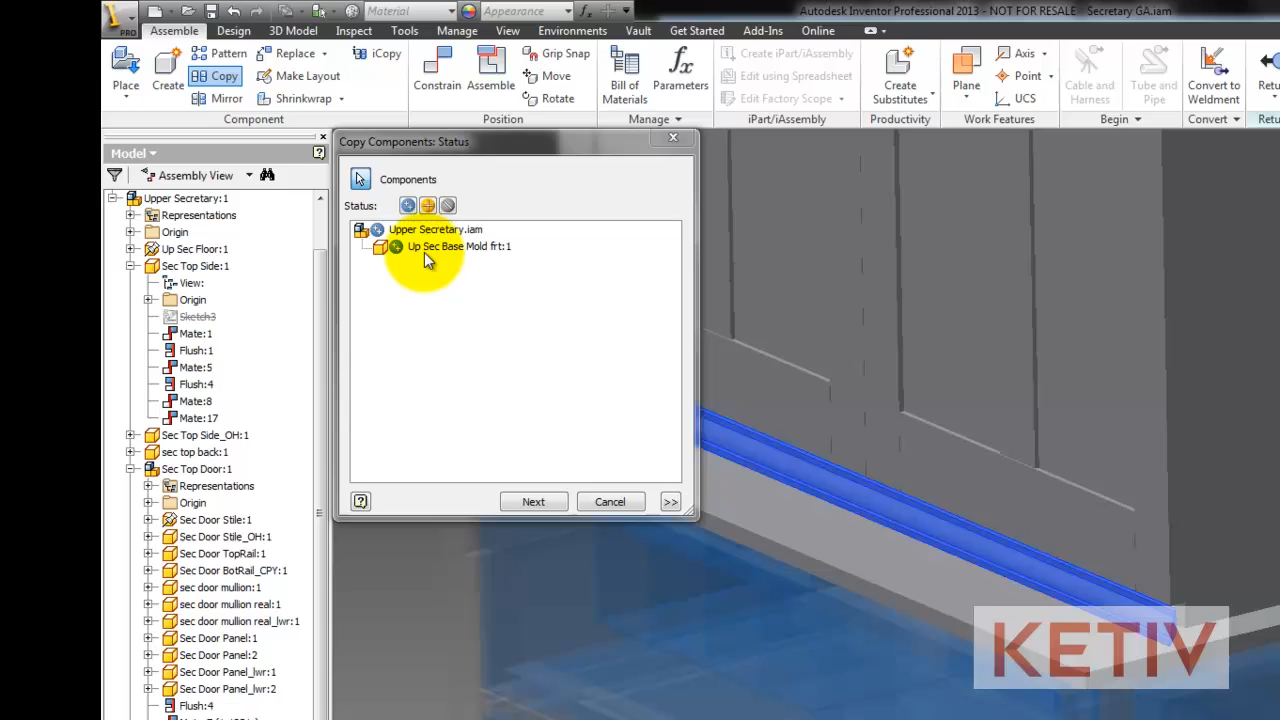 PRO
Material
Appearance
Autodesk Inventor Professional 2013 - NOT FOR RESALE - Secretary GA.iam
Assemble Design 3D Model Inspect Tools Manage View Environments Vault Get Started Add-Ins Online
Place
Create
Pattern
Copy
Mirror
Replace
Make Layout
Shrinkwrap
iCopy
Component
Constrain
Assemble
Grip Snap
Move
Rotate
Position
Bill of
Materials
Parameters
Manage
Create iPart/iAssembly
Edit using Spreadsheet
Edit Factory Scope
iPart/iAssembly
Create
Substitutes
Productivity
Plane
Axis
Point
UCS
Work Features
Cable and
Harness
Tube and
Pipe
Begin
Convert to
Weldment
Convert
Model
Assembly View
Upper Secretary:1
Representations
Origin
Up Sec Floor:1
Sec Top Side:1
View:
Origin
Sketch3
Mate:1
Flush:1
Mate:5
Flush:4
Mate:8
Mate:17
Sec Top Side_OH:1
sec top back:1
Sec Top Door:1
Representations
Origin
Sec Door Stile:1
Sec Door Stile_OH:1
Sec Door TopRail:1
Sec Door BotRail_CPY:1
sec door mullion:1
sec door mullion real:1
sec door mullion real_lwr:1
Sec Door Panel:1
Sec Door Panel:2
Sec Door Panel_lwr:1
Sec Door Panel_lwr:2
Flush:4
Copy Components: Status
Components
Status:
Upper Secretary.iam
Up Sec Base Mold frt:1
Next
Cancel
>>
KETIV